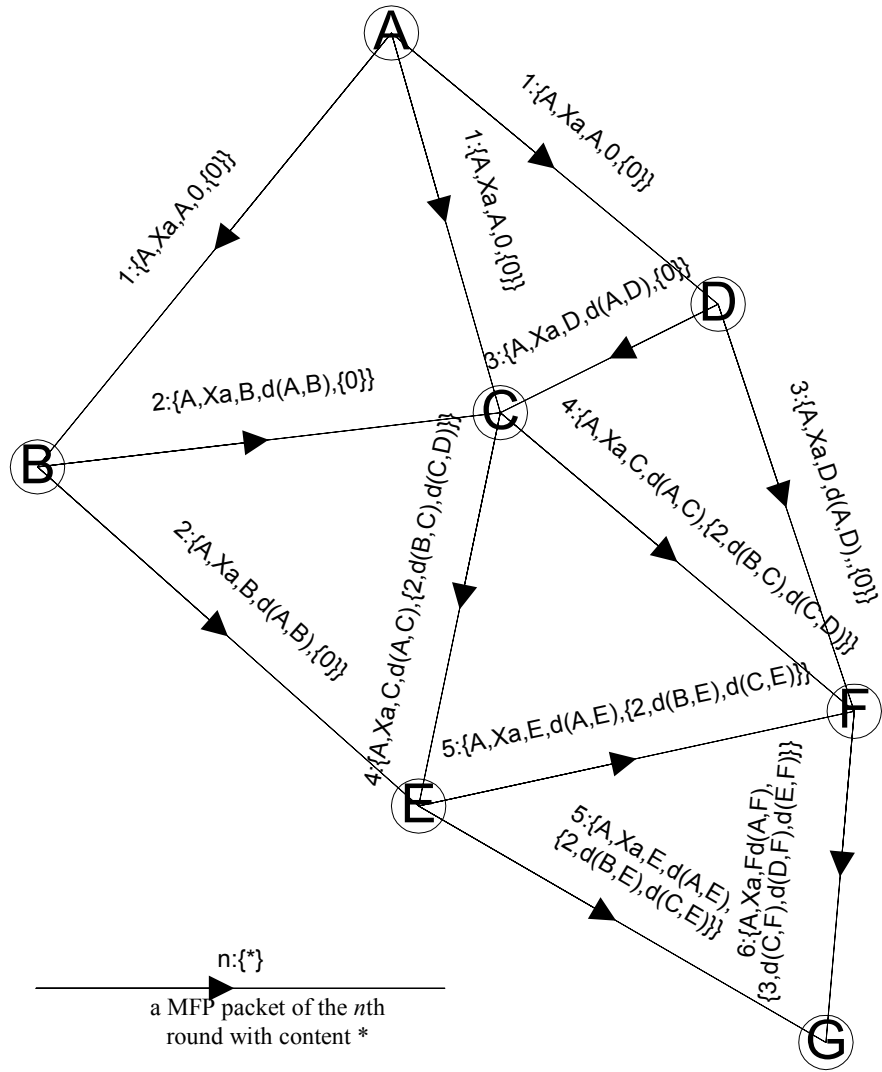 A
1:{A,Xa,A,0,{0}}
1:{A,Xa,A,0,{0}}
1:{A,Xa,A,0,{0}}
D
3:{A,Xa,D,d(A,D),{0}}
2:{A,Xa,B,d(A,B),{0}}
C
B
4:{A,Xa,C,d(A,C),{2,d(B,C),d(C,D)}}
3:{A,Xa,D,d(A,D),,{0}}
2:{A,Xa,B,d(A,B),{0}}
4:{A,Xa,C,d(A,C),{2,d(B,C),d(C,D)}}
5:{A,Xa,E,d(A,E),{2,d(B,E),d(C,E)}}
F
E
5:{A,Xa,E,d(A,E),
{2,d(B,E),d(C,E)}}
6:{A,Xa,Fd(A,F),
{3,d(C,F),d(D,F),d(E,F)}}
G
n:{*}
a MFP packet of the nth
round with content *